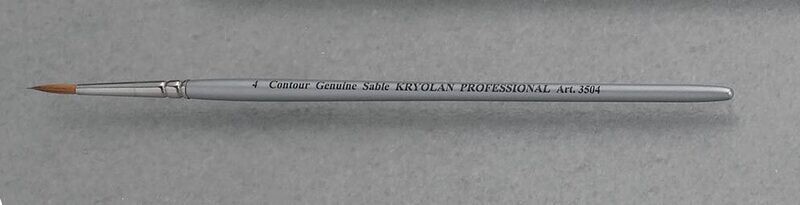 4 Contour Genuine Sable KRYOLAN PROFESSIONAL Art. 3504